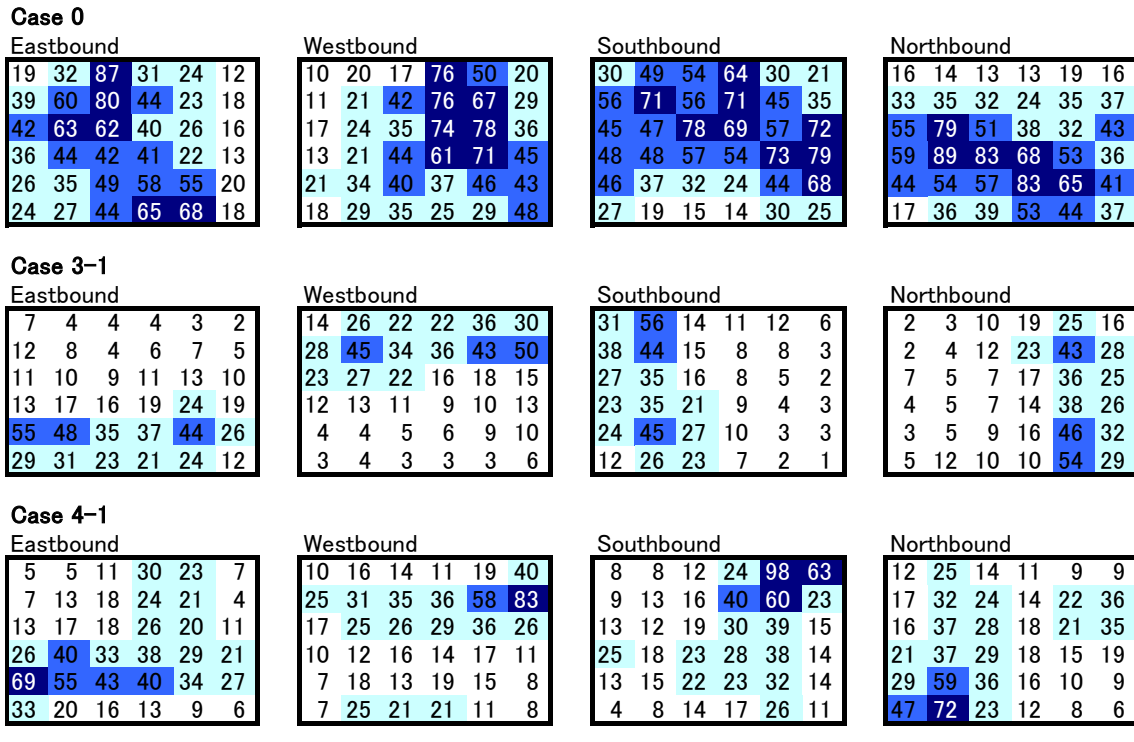 Case 0
Eastbound Westbound Southbound Northbound
19 32 87 31 24 12 10 20 17 76 50 20 30 49 54 64 30 21 16 14 13 13 19 16
39 60 80 44 23 18 11 21 42 76 67 29 56 71 56 71 45 35 33 35 32 24 35 37
42 63 62 40 26 16 17 24 35 74 78 36 45 47 78 69 57 72 55 79 51 38 32 43
36 44 42 41 22 13 13 21 44 61 71 45 48 48 57 54 73 79 59 89 83 68 53 36
26 35 49 58 55 20 21 34 40 37 46 43 46 37 32 24 44 68 44 54 57 83 65 41
24 27 44 65 68 18 18 29 35 25 29 48 27 19 15 14 30 25 17 36 39 53 44 37
Case 3-1
Eastbound Westbound Southbound Northbound
7 4 4 4 3 2 14 26 22 22 36 30 31 56 14 11 12 6 2 3 10 19 25 16
12 8 4 6 7 5 28 45 34 36 43 50 38 44 15 8 8 3 2 4 12 23 43 28
11 10 9 11 13 10 23 27 22 16 18 15 27 35 16 8 5 2 7 5 7 17 36 25
13 17 16 19 24 19 12 13 11 9 10 13 23 35 21 9 4 3 4 5 7 14 38 26
55 48 35 37 44 26 4 4 5 6 9 10 24 45 27 10 3 3 3 5 9 16 46 32
29 31 23 21 24 12 3 4 3 3 3 6 12 26 23 7 2 1 5 12 10 10 54 29
Case 4-1
Eastbound Westbound Southbound Northbound
5 5 11 30 23 7 10 16 14 11 19 40 8 8 12 24 98 63 12 25 14 11 9 9
7 13 18 24 21 4 25 31 35 36 58 83 9 13 16 40 60 23 17 32 24 14 22 36
13 17 18 26 20 11 17 25 26 29 36 26 13 12 19 30 39 15 16 37 28 18 21 35
26 40 33 38 29 21 10 12 16 14 17 11 25 18 23 28 38 14 21 37 29 18 15 19
69 55 43 40 34 27 7 18 13 19 15 8 13 15 22 23 32 14 29 59 36 16 10 9
33 20 16 13 9 6 7 25 21 21 11 8 4 8 14 17 26 11 47 72 23 12 8 6